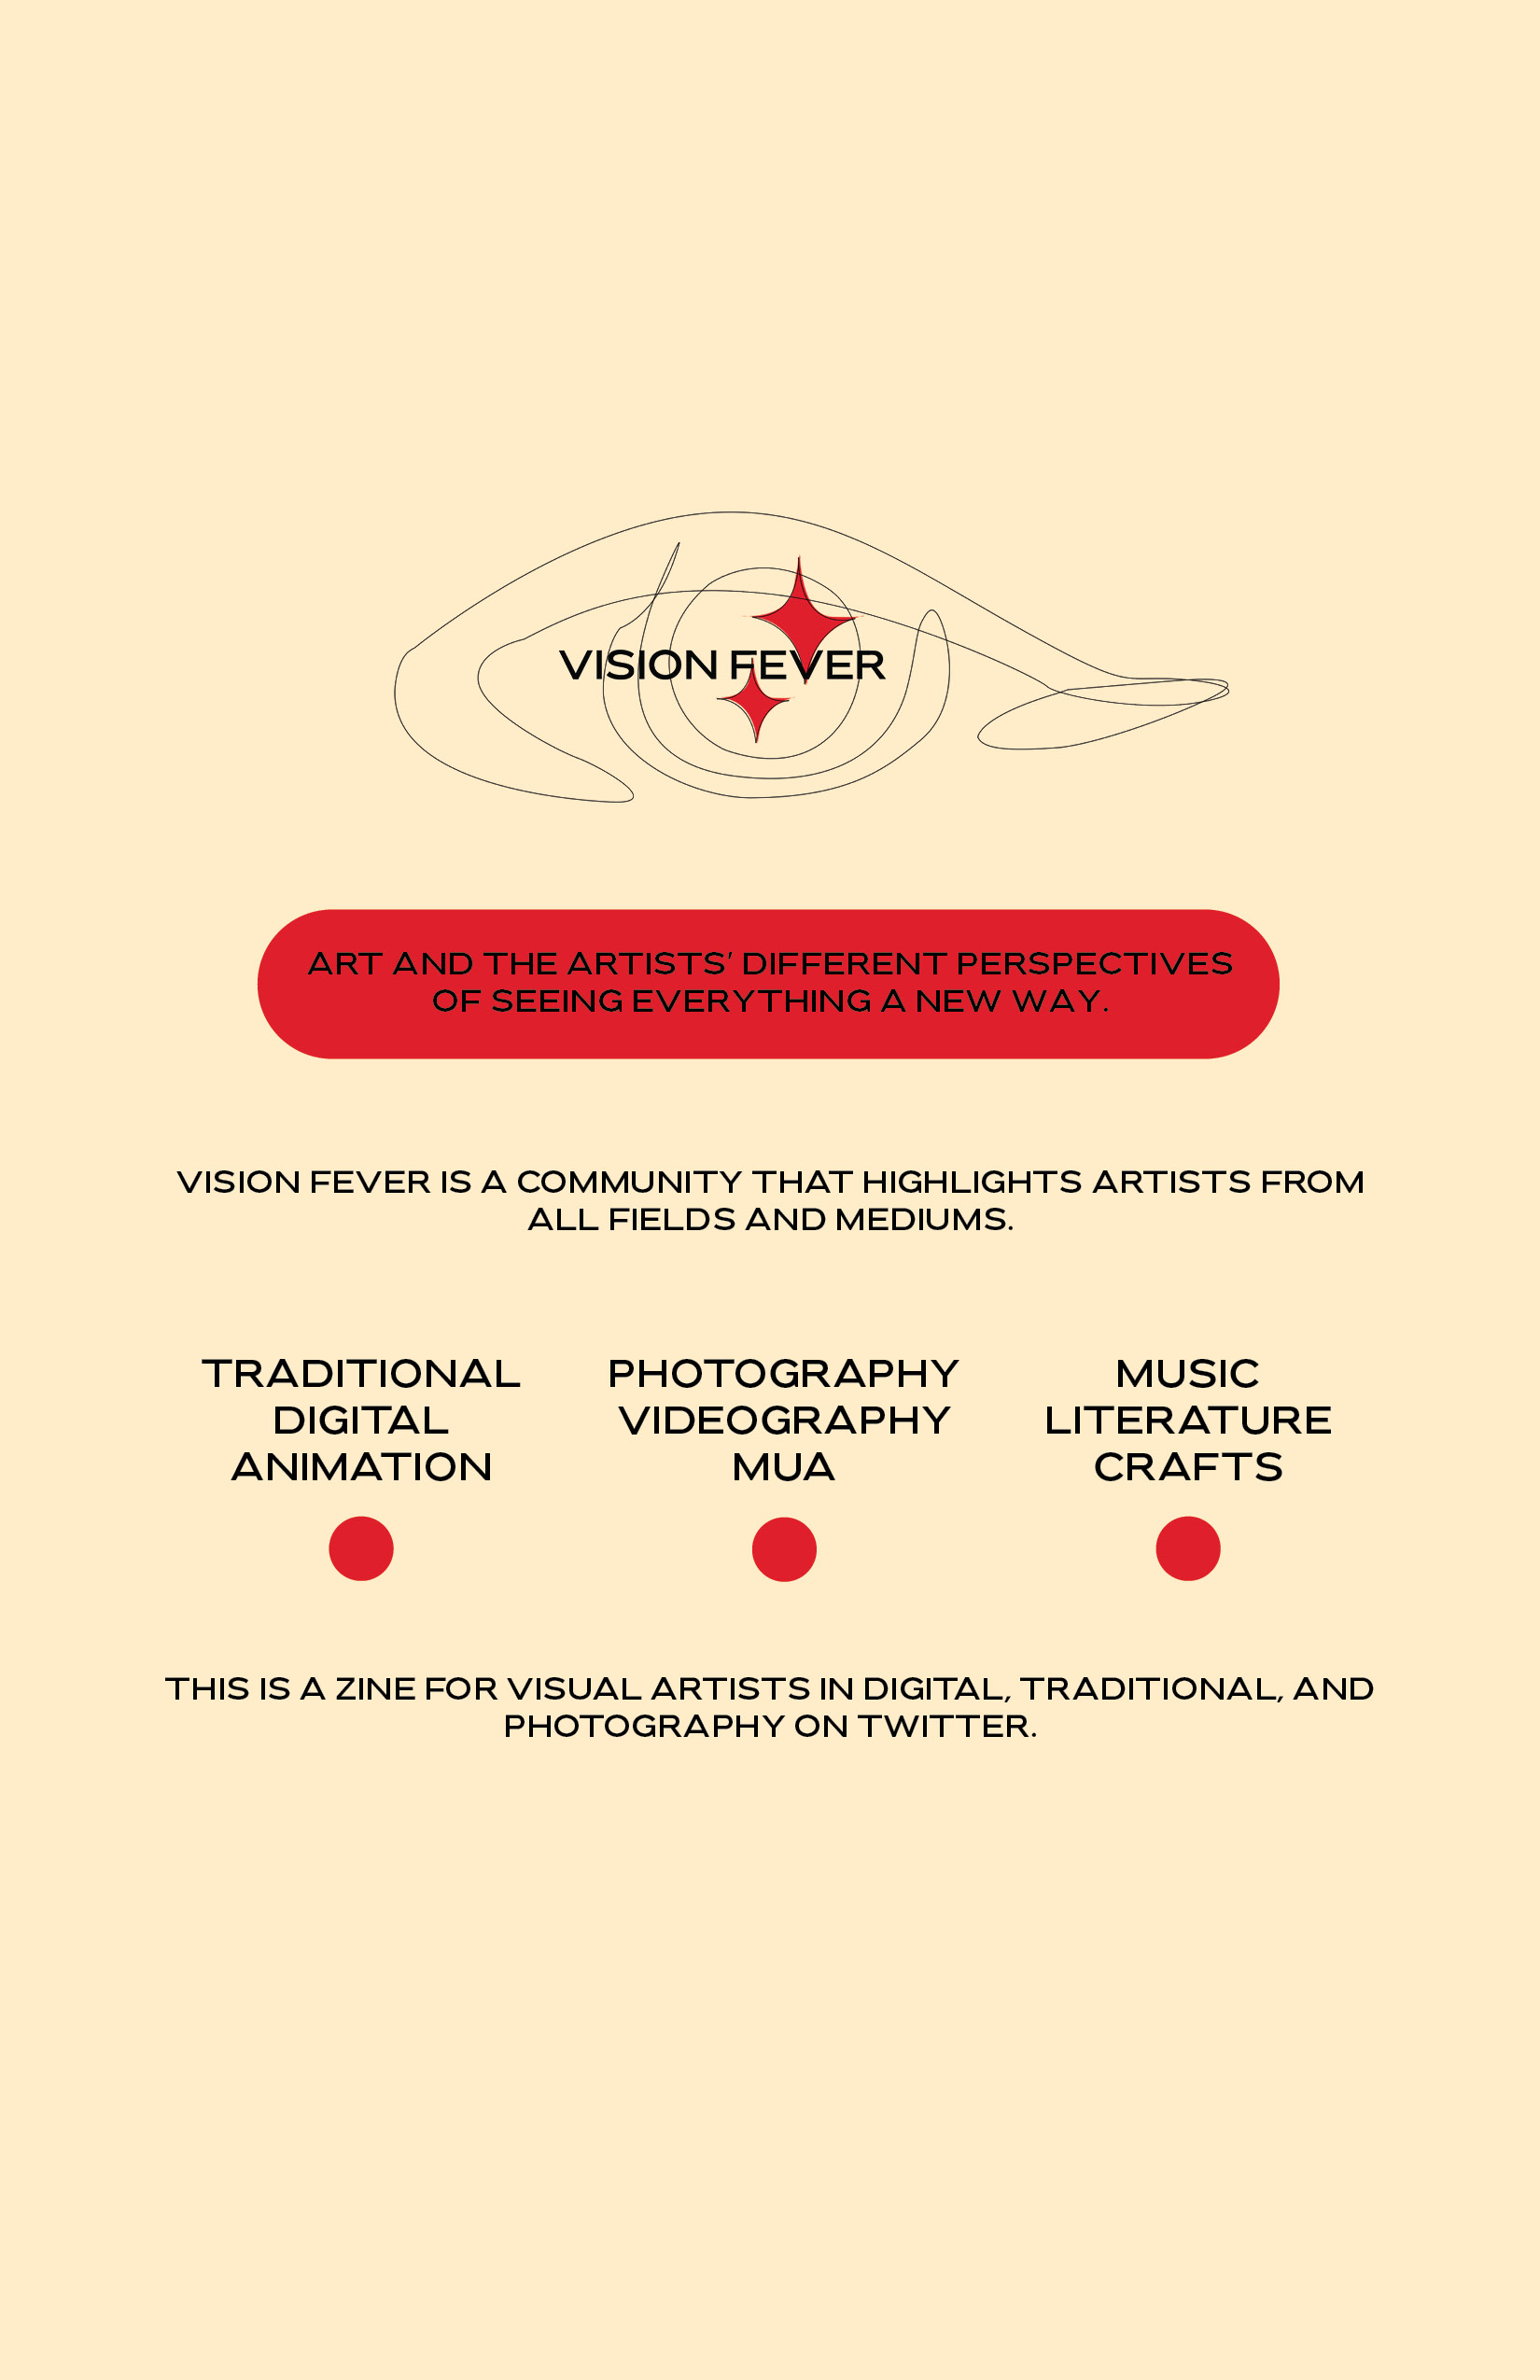 VISION FEVER
ART AND THE ARTISTS' DIFFERENT PERSPECTIVES
OF SEEING EVERYTHING A NEW WAY.
VISION FEVER IS A COMMUNITY THAT HIGHLIGHTS ARTISTS FROM
ALL FIELDS AND MEDIUMS.
TRADITIONAL
DIGITAL
ANIMATION
PHOTOGRAPHY
VIDEOGRAPHY
MUA
MUSIC
LITERATURE
CRAFTS
THIS IS A ZINE FOR VISUAL ARTISTS IN DIGITAL, TRADITIONAL, AND
PHOTOGRAPHY ON TWITTER.